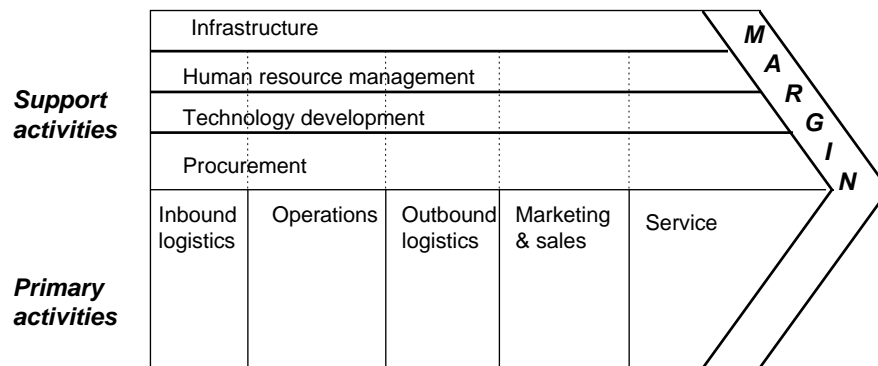 Infrastructure
Human resource management
Support
activities
Technology development
Procurement
MARGIN
Inbound
logistics
Operations
Outbound
logistics
Marketing
& sales
Service
Primary
activities